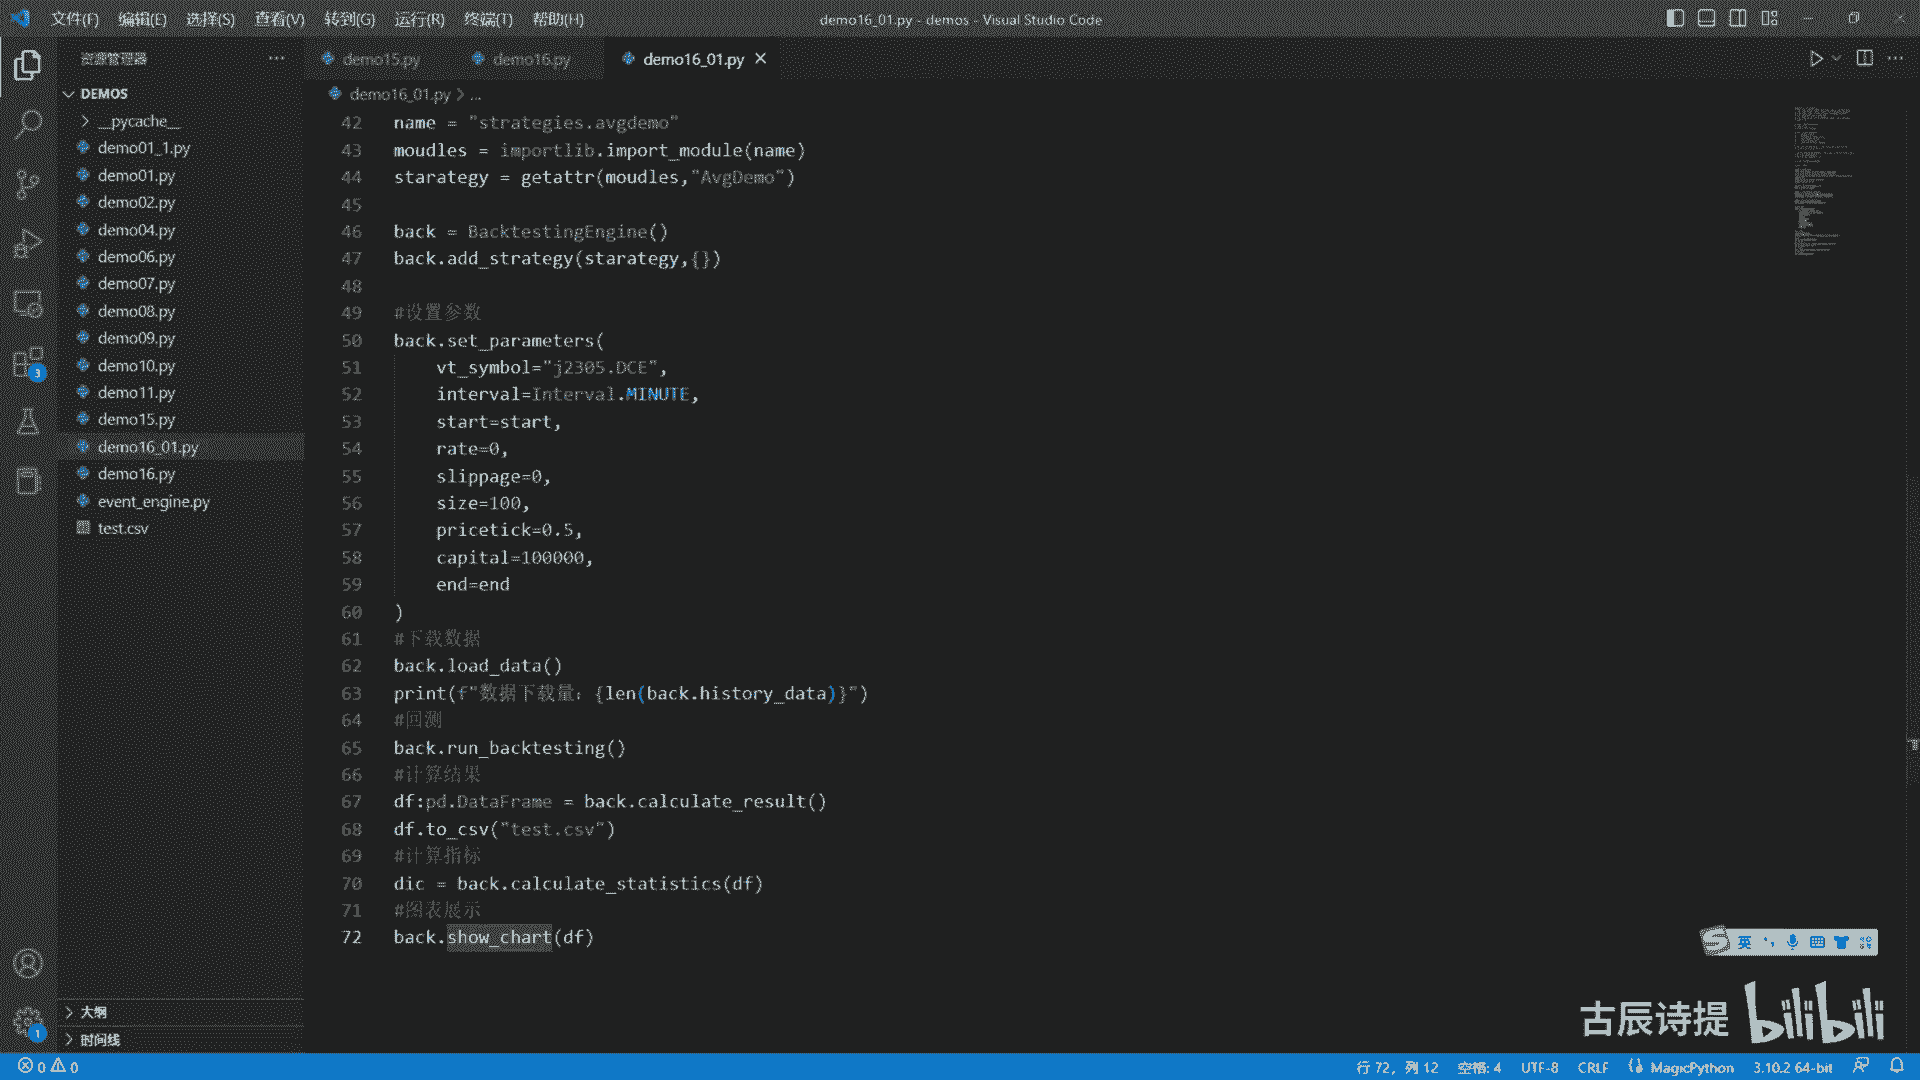 文件(F) 编辑(E) 选择(S) 查看(V) 转到(G) 运行(R) 终端(T) 帮助(H)
demo16_01.py - demos - Visual Studio Code
资源管理器
demo15.py demo16.py demo16_01.py
DEMOS
demo16_01.py > ...
__pycache__
demo01_1.py
demo01.py
demo02.py
demo04.py
demo06.py
demo07.py
demo08.py
demo09.py
demo10.py
demo11.py
demo15.py
demo16_01.py
demo16.py
event_engine.py
test.csv
大纲
时间线
42 name = "strategies.avgdemo"
43 moudles = importlib.import_module(name)
44 starategy = getattr(moudles,"AvgDemo")
45
46 back = BacktestingEngine()
47 back.add_strategy(starategy,{})
48
49 #设置参数
50 back.set_parameters(
51 vt_symbol="j2305.DCE",
52 interval=Interval.MINUTE,
53 start=start,
54 rate=0,
55 slippage=0,
56 size=100,
57 pricetick=0.5,
58 capital=100000,
59 end=end
60 )
61 #下载数据
62 back.load_data()
63 print(f"数据下载量：{len(back.history_data)}")
64 #回测
65 back.run_backtesting()
66 #计算结果
67 df:pd.DataFrame = back.calculate_result()
68 df.to_csv("test.csv")
69 #计算指标
70 dic = back.calculate_statistics(df)
71 #图表展示
72 back.show_chart(df)
3
1
英
古辰诗提 bilibili
0 0
行 72, 列 12 空格: 4 UTF-8 CRLF MagicPython 3.10.2 64-bit